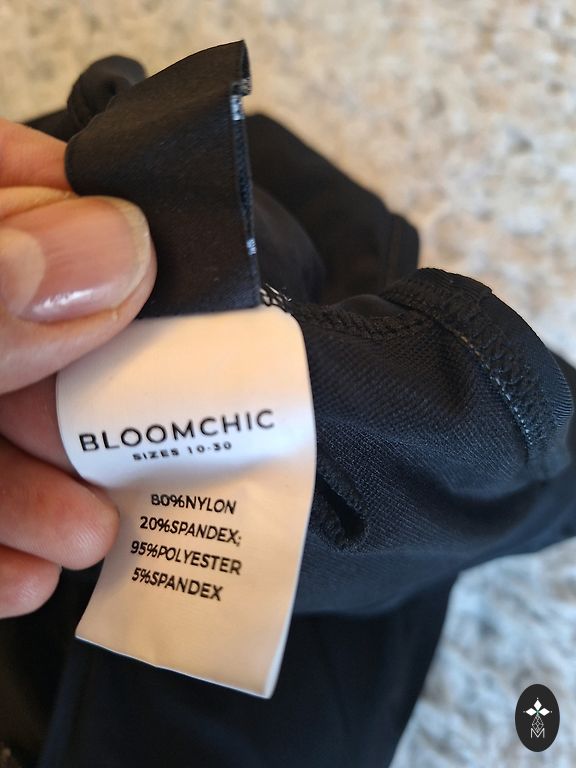 BLOOMCHIC
SIZES 10-30
80%NYLON
20%SPANDEX;
95%POLYESTER
5%SPANDEX
M